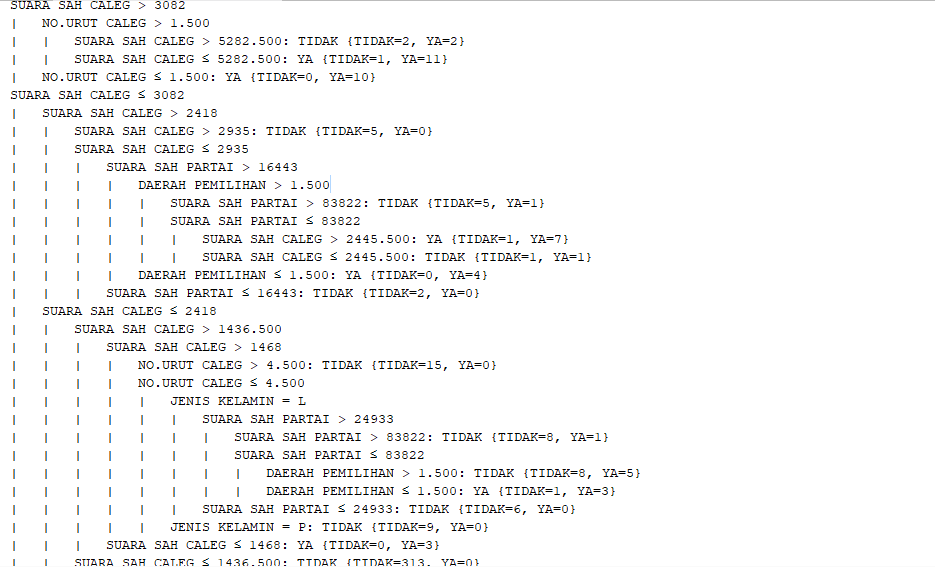 SUARA SAH CALEG > 3082
| NO.URUT CALEG > 1.500
| | SUARA SAH CALEG > 5282.500: TIDAK {TIDAK=2, YA=2}
| | SUARA SAH CALEG ≤ 5282.500: YA {TIDAK=1, YA=11}
| NO.URUT CALEG ≤ 1.500: YA {TIDAK=0, YA=10}
SUARA SAH CALEG ≤ 3082
| SUARA SAH CALEG > 2418
| | SUARA SAH CALEG > 2935: TIDAK {TIDAK=5, YA=0}
| | SUARA SAH CALEG ≤ 2935
| | | SUARA SAH PARTAI > 16443
| | | | DAERAH PEMILIHAN > 1.500
| | | | | SUARA SAH PARTAI > 83822: TIDAK {TIDAK=5, YA=1}
| | | | | SUARA SAH PARTAI ≤ 83822
| | | | | | SUARA SAH CALEG > 2445.500: YA {TIDAK=1, YA=7}
| | | | | | SUARA SAH CALEG ≤ 2445.500: TIDAK {TIDAK=1, YA=1}
| | | | DAERAH PEMILIHAN ≤ 1.500: YA {TIDAK=0, YA=4}
| | | SUARA SAH PARTAI ≤ 16443: TIDAK {TIDAK=2, YA=0}
| SUARA SAH CALEG ≤ 2418
| | SUARA SAH CALEG > 1436.500
| | | SUARA SAH CALEG > 1468
| | | | NO.URUT CALEG > 4.500: TIDAK {TIDAK=15, YA=0}
| | | | NO.URUT CALEG ≤ 4.500
| | | | | JENIS KELAMIN = L
| | | | | | SUARA SAH PARTAI > 24933
| | | | | | | SUARA SAH PARTAI > 83822: TIDAK {TIDAK=8, YA=1}
| | | | | | | SUARA SAH PARTAI ≤ 83822
| | | | | | | | DAERAH PEMILIHAN > 1.500: TIDAK {TIDAK=8, YA=5}
| | | | | | | | DAERAH PEMILIHAN ≤ 1.500: YA {TIDAK=1, YA=3}
| | | | | | SUARA SAH PARTAI ≤ 24933: TIDAK {TIDAK=6, YA=0}
| | | | | JENIS KELAMIN = P: TIDAK {TIDAK=9, YA=0}
| | | SUARA SAH CALEG ≤ 1468: YA {TIDAK=0, YA=3}
| | SUARA SAH CALEG ≤ 1436.500: TIDAK {TIDAK=313, YA=0}